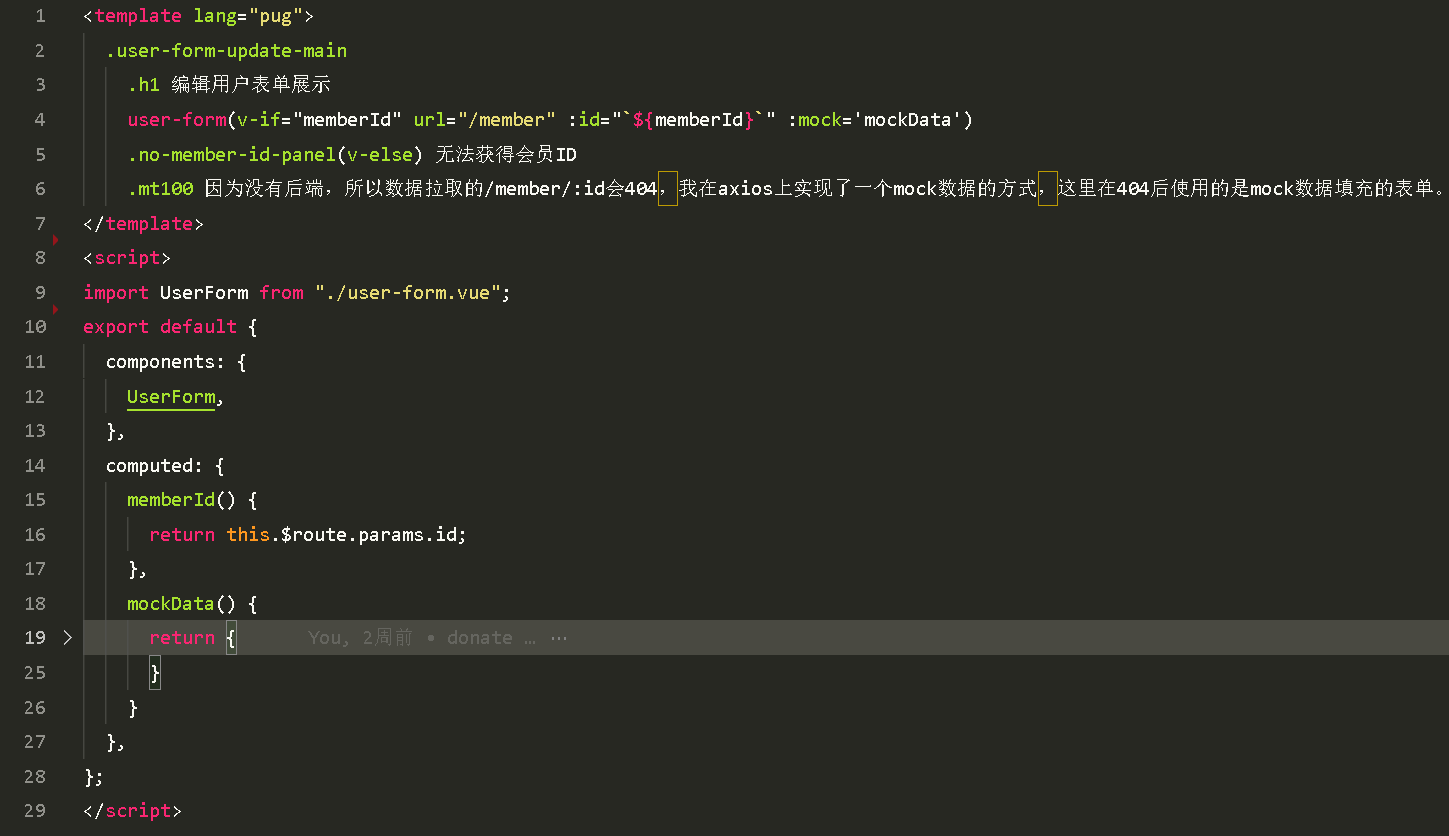 1 <template lang="pug">
2 .user-form-update-main
3 .h1 编辑用户表单展示
4 user-form(v-if="memberId" url="/member" :id="`${memberId}`" :mock='mockData')
5 .no-member-id-panel(v-else) 无法获得会员ID
6 .mt100 因为没有后端，所以数据拉取的/member/:id会404，我在axios上实现了一个mock数据的方式，这里在404后使用的是mock数据填充的表单。
7 </template>
8 <script>
9 import UserForm from "./user-form.vue";
10 export default {
11 components: {
12 UserForm,
13 },
14 computed: {
15 memberId() {
16 return this.$route.params.id;
17 },
18 mockData() {
19 return { You, 2周前 • donate … ···
25 }
26 }
27 },
28 };
29 </script>